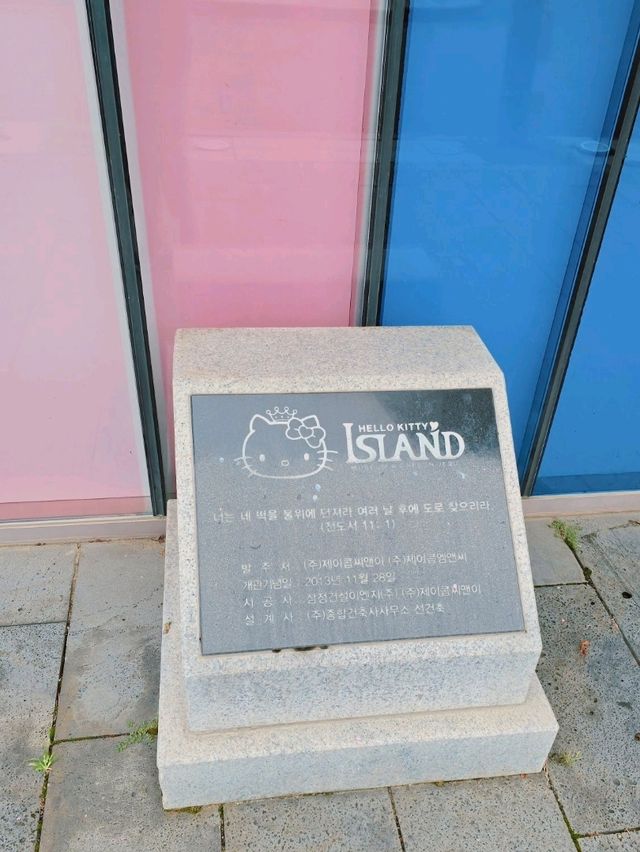 HELLO KITTY
ISLAND
너는 네 떡을 물위에 던져라 여러 날 후에 도로 찾으리라.
(전도서 11 : 1)
발 주 처 : (주)제이콤씨앤이 (주)제이콤엠앤씨
개관기념일 : 2013년 11월 28일
시 공 사 : 삼정건설이엔지(주) (주)제이콤씨앤이
설 계 사 : (주)종합건축사사무소 선건축